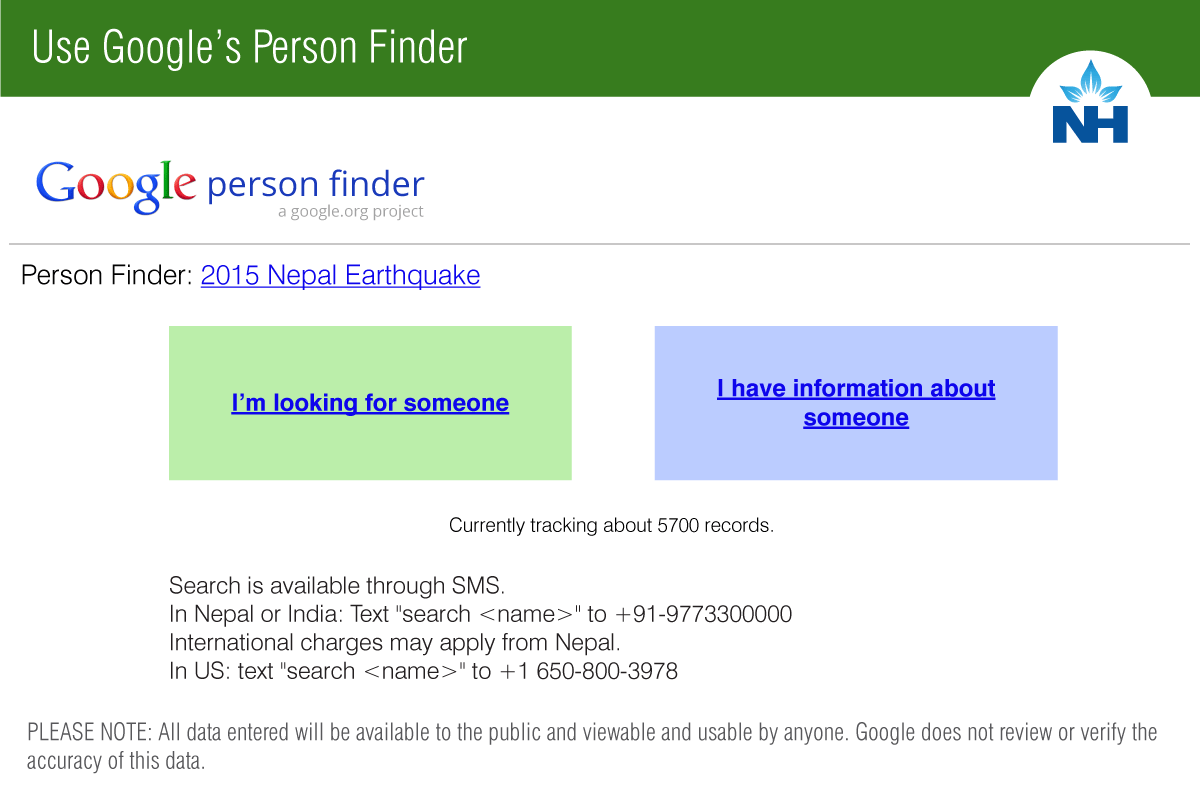 Use Google’s Person Finder
NH
Google person finder
a google.org project
Person Finder: 2015 Nepal Earthquake
I’m looking for someone
I have information about
someone
Currently tracking about 5700 records.
Search is available through SMS.
In Nepal or India: Text "search <name>" to +91-9773300000
International charges may apply from Nepal.
In US: text "search <name>" to +1 650-800-3978
PLEASE NOTE: All data entered will be available to the public and viewable and usable by anyone. Google does not review or verify the
accuracy of this data.